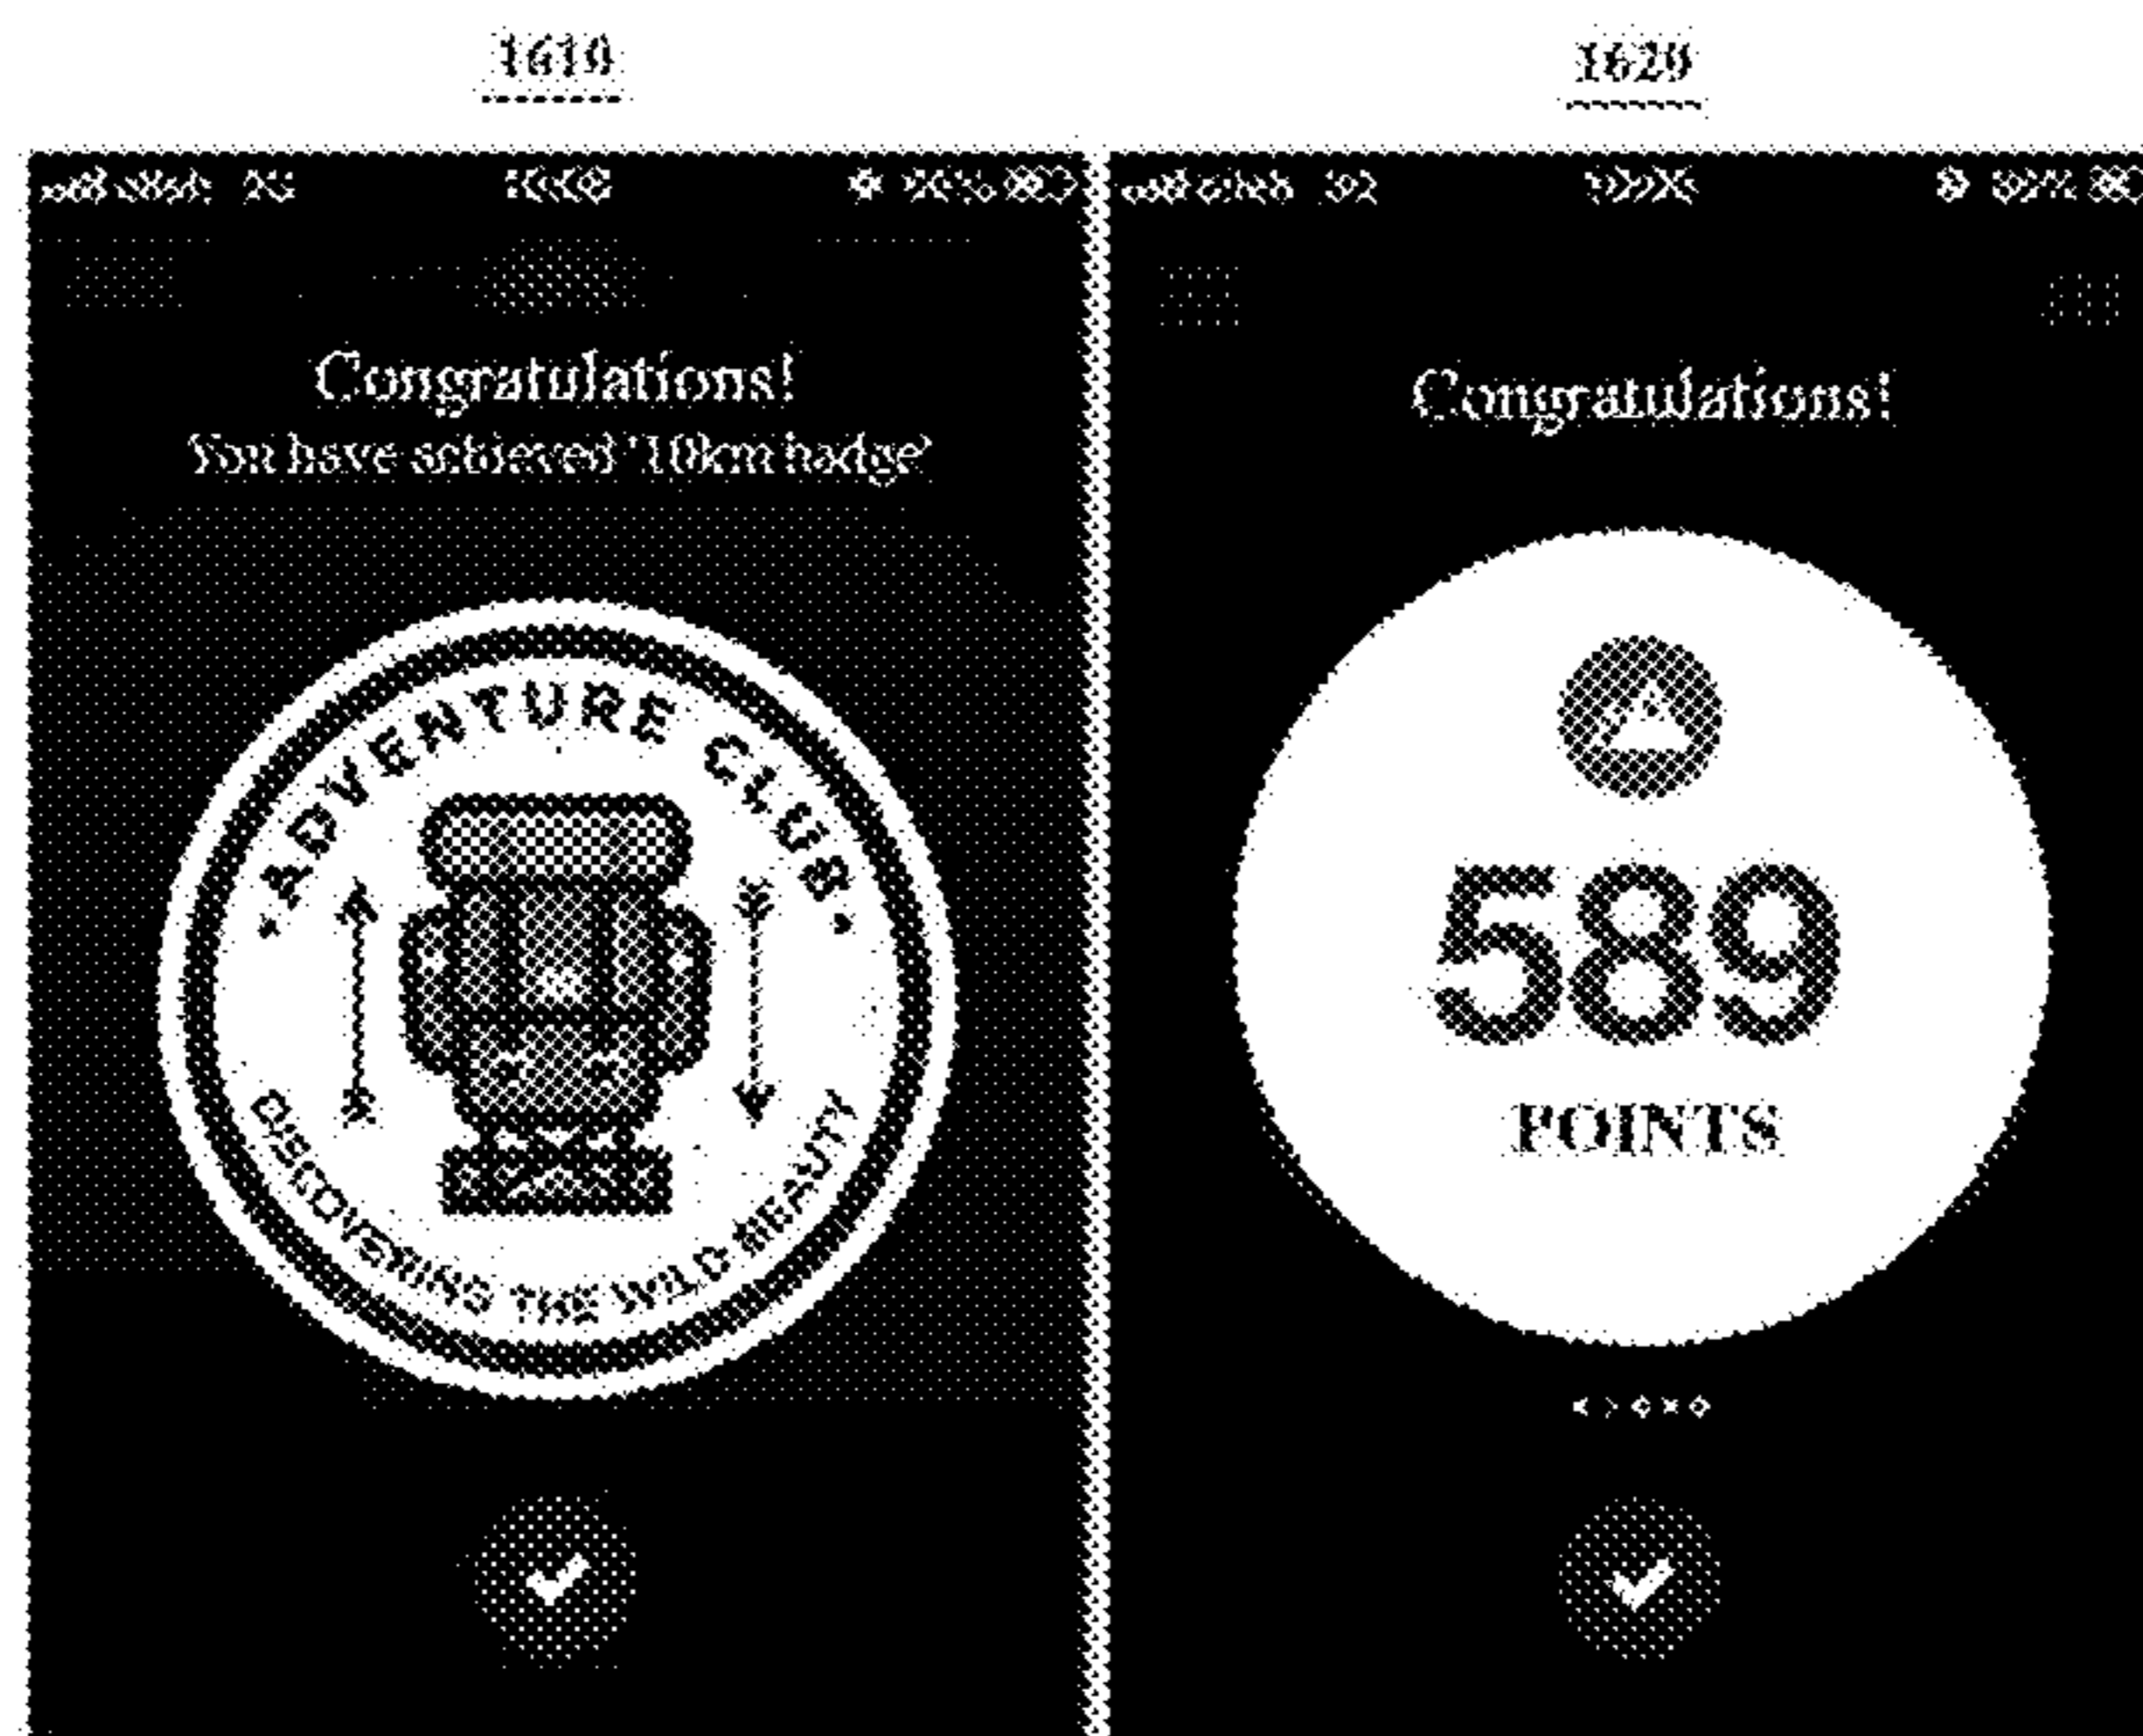 1610
Congratulations!
You have achieved '10km badge'
·ADVENTURE CLUB·
DISCOVERING THE WILD BEAUTY
1620
Congratulations!
589
POINTS